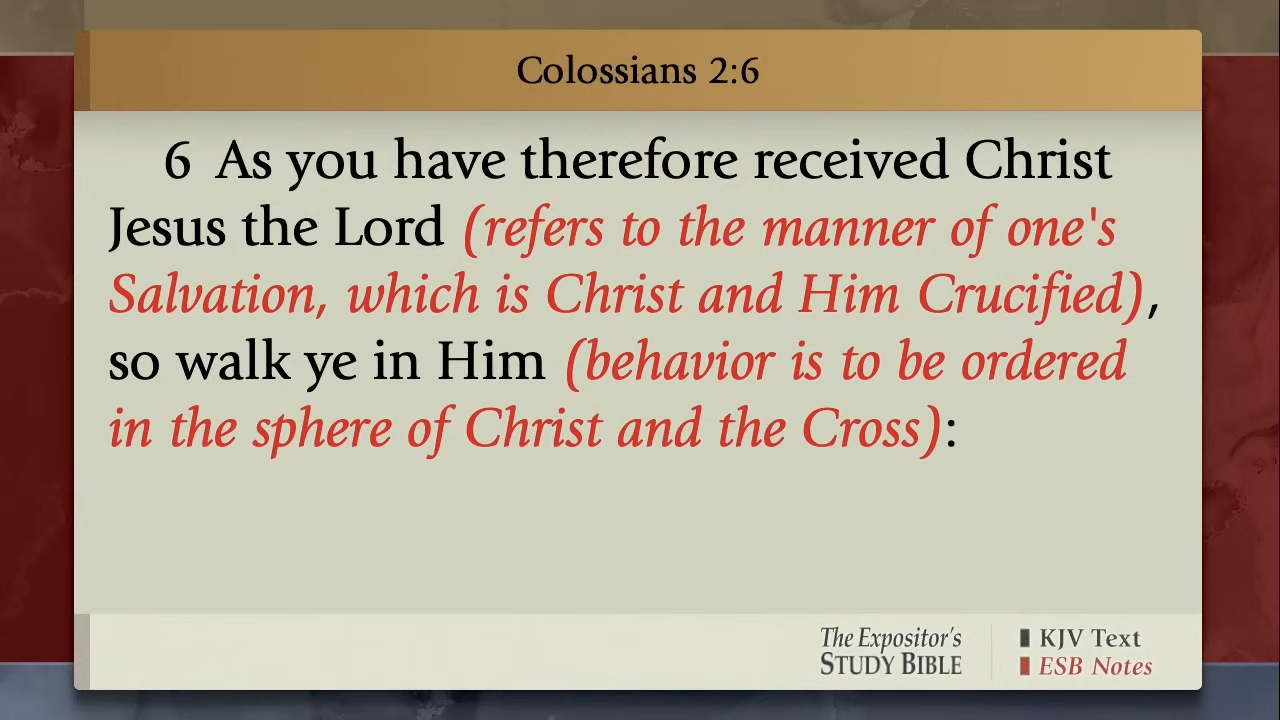 Colossians 2:6
6 As you have therefore received Christ
Jesus the Lord (refers to the manner of one's
Salvation, which is Christ and Him Crucified),
so walk ye in Him (behavior is to be ordered
in the sphere of Christ and the Cross):
The Expositor's
STUDY BIBLE
KJV Text
ESB Notes